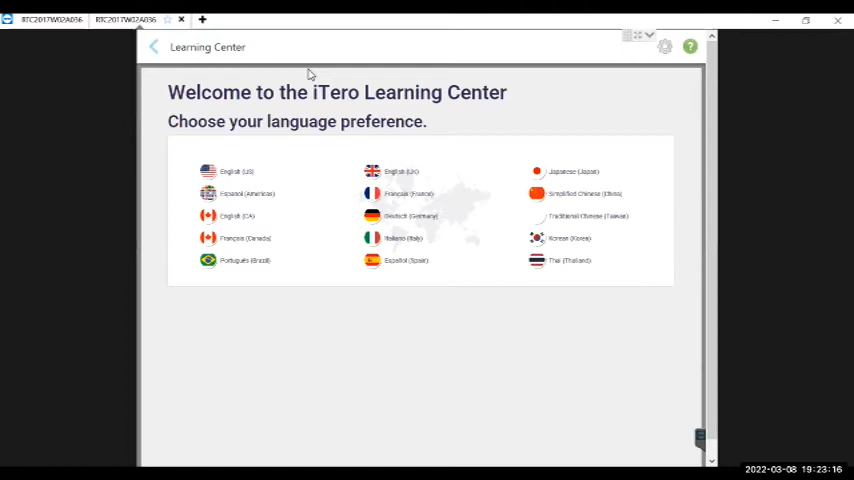 RTC2017W02A036 RTC2017W02A036
Learning Center
Welcome to the iTero Learning Center
Choose your language preference.
English (US) English (UK) Japanese (Japan)
Español (Americas) Français (France) Simplified Chinese (China)
English (CA) Deutsch (Germany) Traditional Chinese (Taiwan)
Français (Canada) Italiano (Italy) Korean (Korea)
Português (Brazil) Español (Spain) Thai (Thailand)
2022-03-08 19:23:16